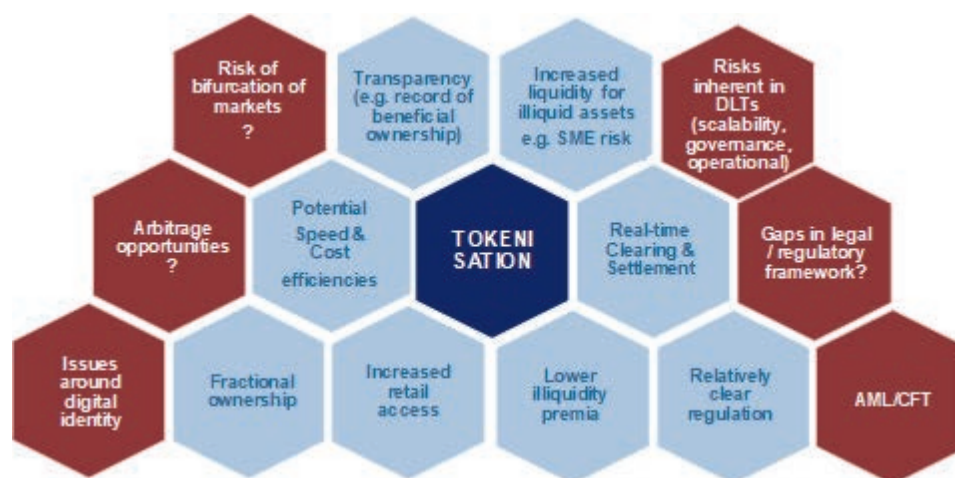 Risk of
bifurcation of
markets
?
Transparency
(e.g. record of
beneficial
ownership)
Increased
liquidity for
illiquid assets
e.g. SME risk
Risks
inherent in
DLTs
(scalability,
governance,
operational)
Arbitrage
opportunities
?
Potential
Speed &
Cost
efficiencies
TOKENI
SATION
Real-time
Clearing &
Settlement
Gaps in legal
/ regulatory
framework?
Issues
around
digital
identity
Fractional
ownership
Increased
retail
access
Lower
illiquidity
premia
Relatively
clear
regulation
AML/CFT